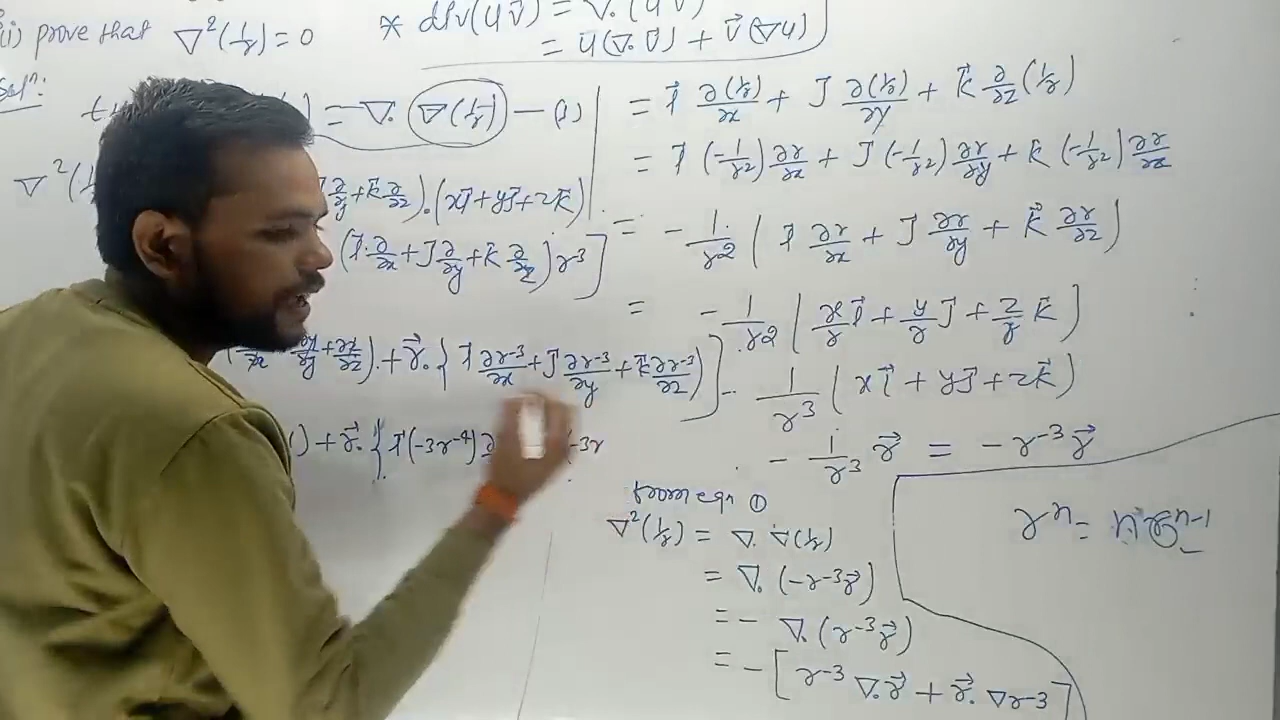 (i) prove that ∇²(1/r) = 0
* div(u v⃗) = ∇.(u v⃗)
= u(∇.v⃗) + v⃗(∇u)
Solⁿ:
= ∇. ∇(1/r) — (1)
∇²(
∂/∂y + k⃗ ∂/∂z).(xi⃗ + yj⃗ + zk⃗)
(i⃗.∂/∂x + j⃗ ∂/∂y + k⃗ ∂/∂z) r³]
+ ∂z/∂z) + r⃗.{i⃗ ∂r⁻³/∂x + j⃗ ∂r⁻³/∂y + k⃗ ∂r⁻³/∂z)]
) + r⃗.{i⃗(-3r⁻⁴) ∂ (-3r
= i⃗ ∂(1/r)/∂x + j⃗ ∂(1/r)/∂y + k⃗ ∂/∂z (1/r)
= i⃗ (-1/r²) ∂r/∂x + j⃗ (-1/r²) ∂r/∂y + k (-1/r²) ∂r/∂z
= - 1/r² (i⃗ ∂r/∂x + j⃗ ∂r/∂y + k⃗ ∂r/∂z)
= - 1/r² (x/r i⃗ + y/r j⃗ + z/r k⃗)
- 1/r³ (xi⃗ + yj⃗ + zk⃗)
- 1/r³ r⃗ = - r⁻³ r⃗
from eqn ①
∇²(1/r) = ∇. ∇(1/r)
= ∇. (-r⁻³ r⃗)
= - ∇. (r⁻³ r⃗)
= - [r⁻³ ∇.r⃗ + r⃗. ∇r⁻³]
rⁿ = n rⁿ⁻¹